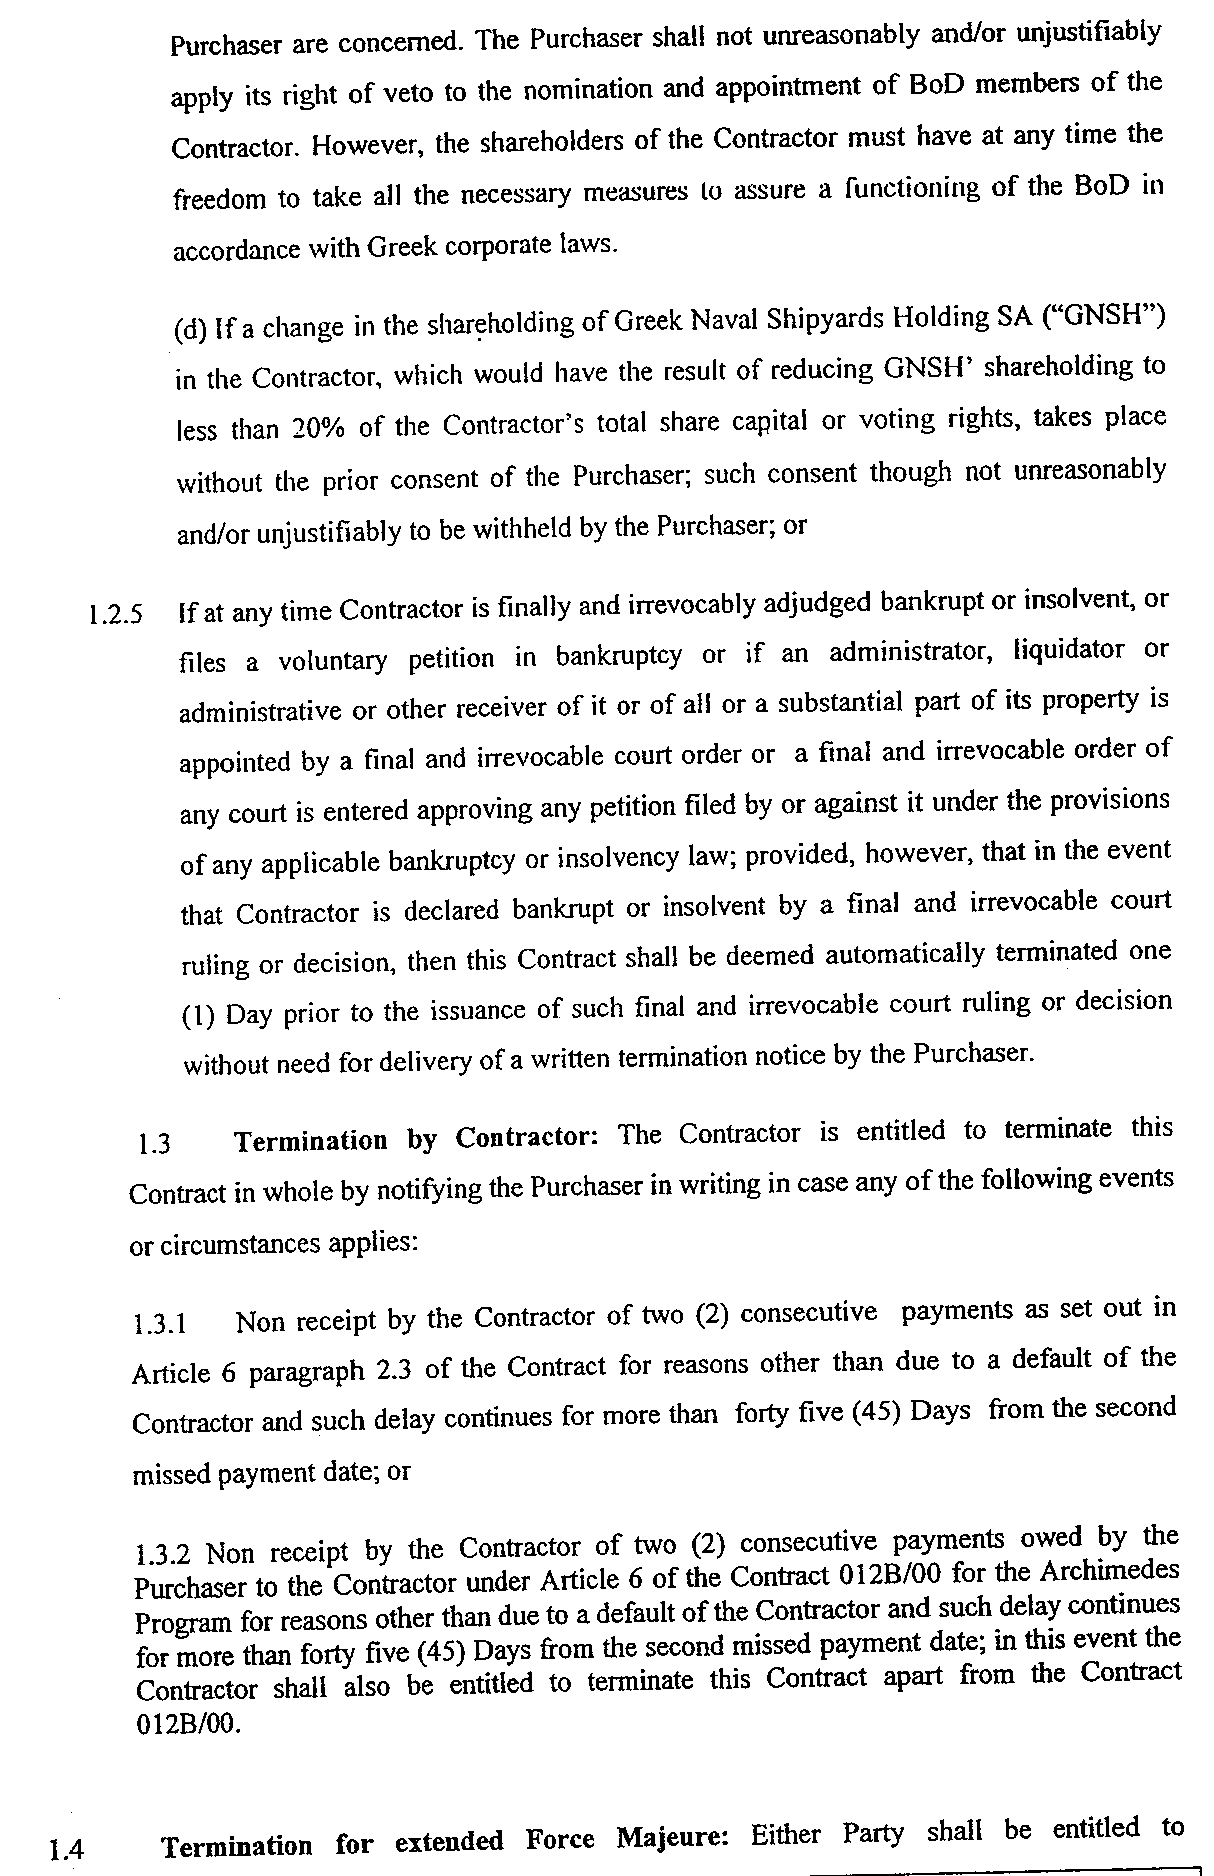 Purchaser are concerned. The Purchaser shall not unreasonably and/or unjustifiably
apply its right of veto to the nomination and appointment of BoD members of the
Contractor. However, the shareholders of the Contractor must have at any time the
freedom to take all the necessary measures to assure a functioning of the BoD in
accordance with Greek corporate laws.
(d) If a change in the shareholding of Greek Naval Shipyards Holding SA (“GNSH”)
in the Contractor, which would have the result of reducing GNSH’ shareholding to
less than 20% of the Contractor’s total share capital or voting rights, takes place
without the prior consent of the Purchaser; such consent though not unreasonably
and/or unjustifiably to be withheld by the Purchaser; or
1.2.5 If at any time Contractor is finally and irrevocably adjudged bankrupt or insolvent, or
files a voluntary petition in bankruptcy or if an administrator, liquidator or
administrative or other receiver of it or of all or a substantial part of its property is
appointed by a final and irrevocable court order or a final and irrevocable order of
any court is entered approving any petition filed by or against it under the provisions
of any applicable bankruptcy or insolvency law; provided, however, that in the event
that Contractor is declared bankrupt or insolvent by a final and irrevocable court
ruling or decision, then this Contract shall be deemed automatically terminated one
(1) Day prior to the issuance of such final and irrevocable court ruling or decision
without need for delivery of a written termination notice by the Purchaser.
1.3 Termination by Contractor: The Contractor is entitled to terminate this
Contract in whole by notifying the Purchaser in writing in case any of the following events
or circumstances applies:
1.3.1 Non receipt by the Contractor of two (2) consecutive payments as set out in
Article 6 paragraph 2.3 of the Contract for reasons other than due to a default of the
Contractor and such delay continues for more than forty five (45) Days from the second
missed payment date; or
1.3.2 Non receipt by the Contractor of two (2) consecutive payments owed by the
Purchaser to the Contractor under Article 6 of the Contract 012B/00 for the Archimedes
Program for reasons other than due to a default of the Contractor and such delay continues
for more than forty five (45) Days from the second missed payment date; in this event the
Contractor shall also be entitled to terminate this Contract apart from the Contract
012B/00.
1.4 Termination for extended Force Majeure: Either Party shall be entitled to